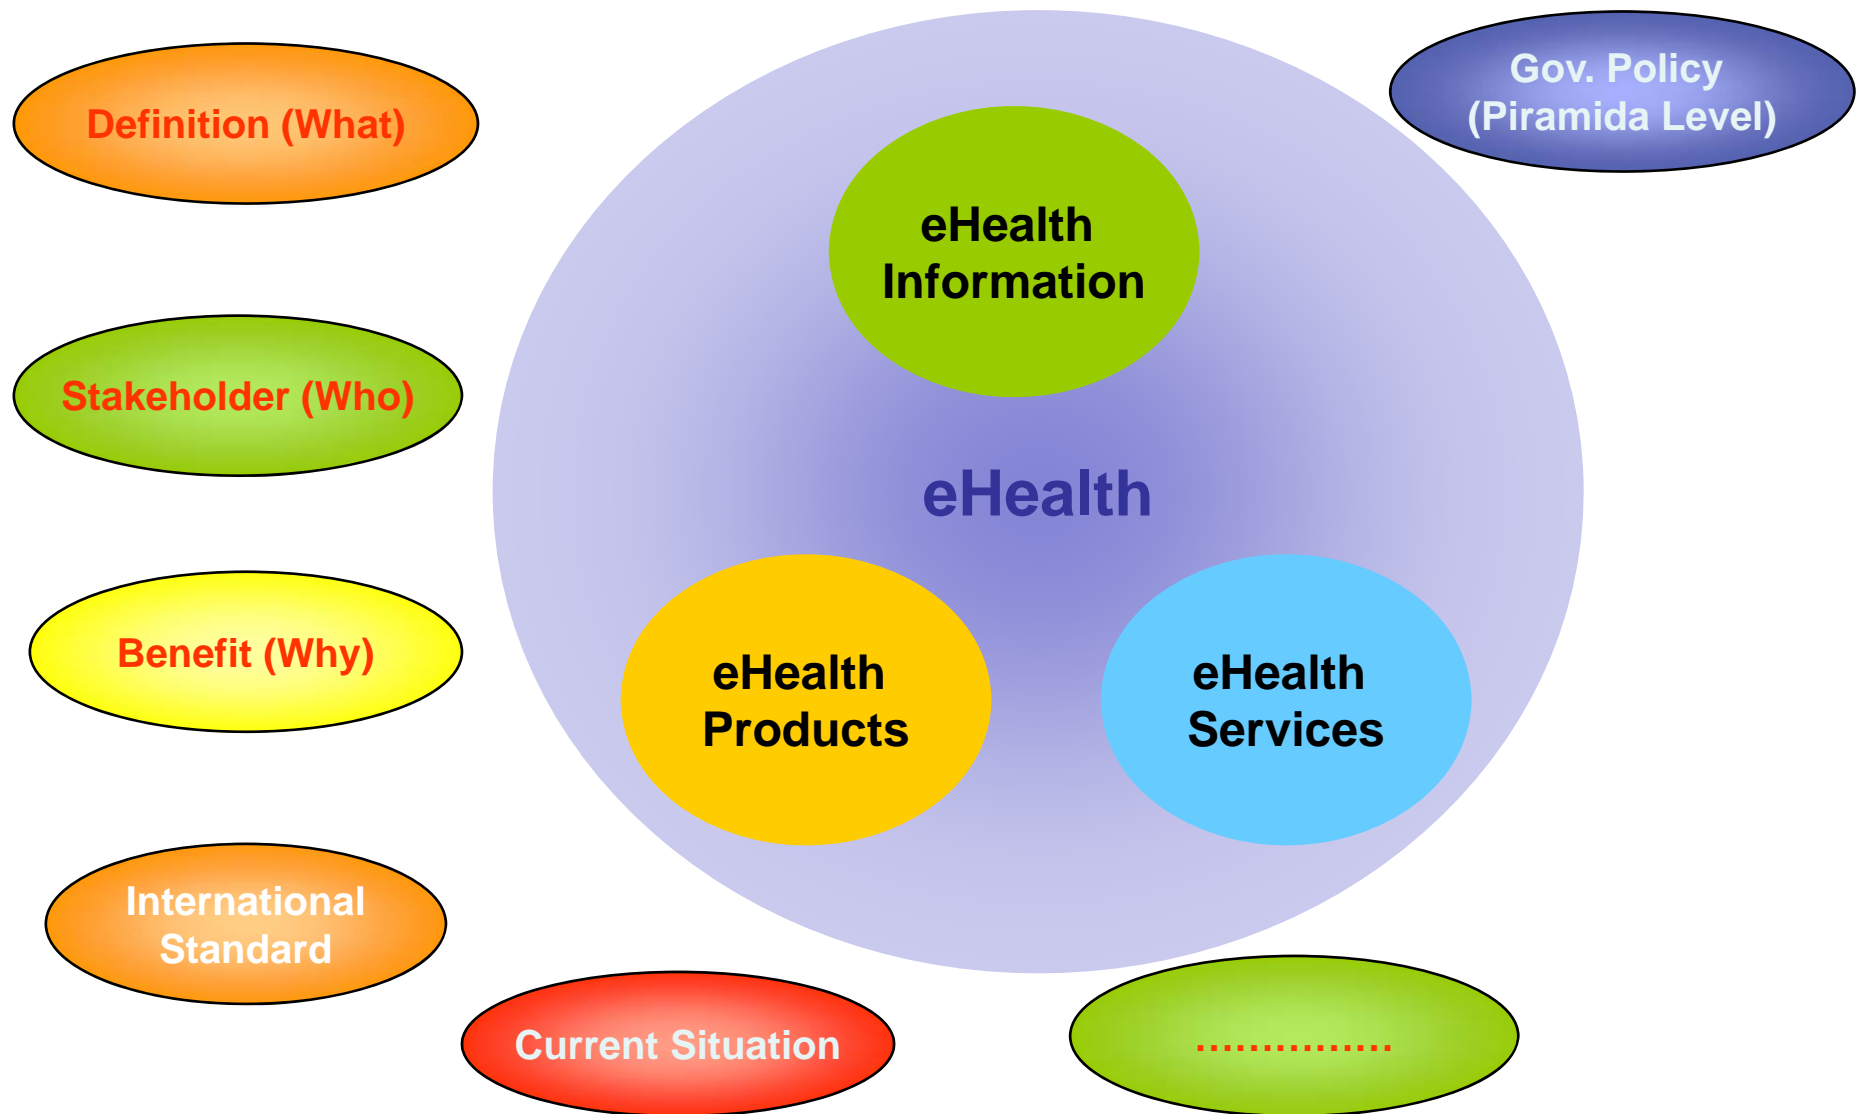 Definition (What)
Gov. Policy
(Piramida Level)
eHealth
Information
Stakeholder (Who)
eHealth
Benefit (Why)
eHealth
Products
eHealth
Services
International
Standard
Current Situation
...............